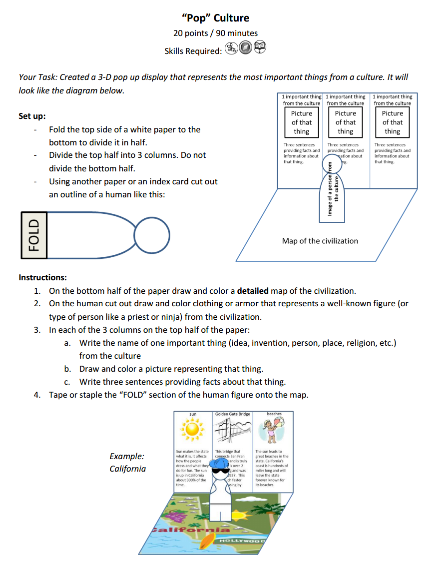 “Pop” Culture
20 points / 90 minutes
Skills Required:
Your Task: Created a 3-D pop up display that represents the most important things from a culture. It will
look like the diagram below.
Set up:
- Fold the top side of a white paper to the
bottom to divide it in half.
- Divide the top half into 3 columns. Do not
divide the bottom half.
- Using another paper or an index card cut out
an outline of a human like this:
FOLD
1 important thing
from the culture
Picture
of that
thing
Three sentences
providing facts and
information about
that thing.
1 important thing
from the culture
Picture
of that
thing
Three sentences
providing facts and
1 important thing
from the culture
Picture
of that
thing
Three sentences
providing facts and
information about
that thing.
Image of a person from
the culture
Map of the civilization
Instructions:
1. On the bottom half of the paper draw and color a detailed map of the civilization.
2. On the human cut out draw and color clothing or armor that represents a well-known figure (or
type of person like a priest or ninja) from the civilization.
3. In each of the 3 columns on the top half of the paper:
a. Write the name of one important thing (idea, invention, person, place, religion, etc.)
from the culture
b. Draw and color a picture representing that thing.
c. Write three sentences providing facts about that thing.
4. Tape or staple the “FOLD” section of the human figure onto the map.
Example:
California
sun
Golden Gate Bridge
beaches
California
HOLLYWOOD